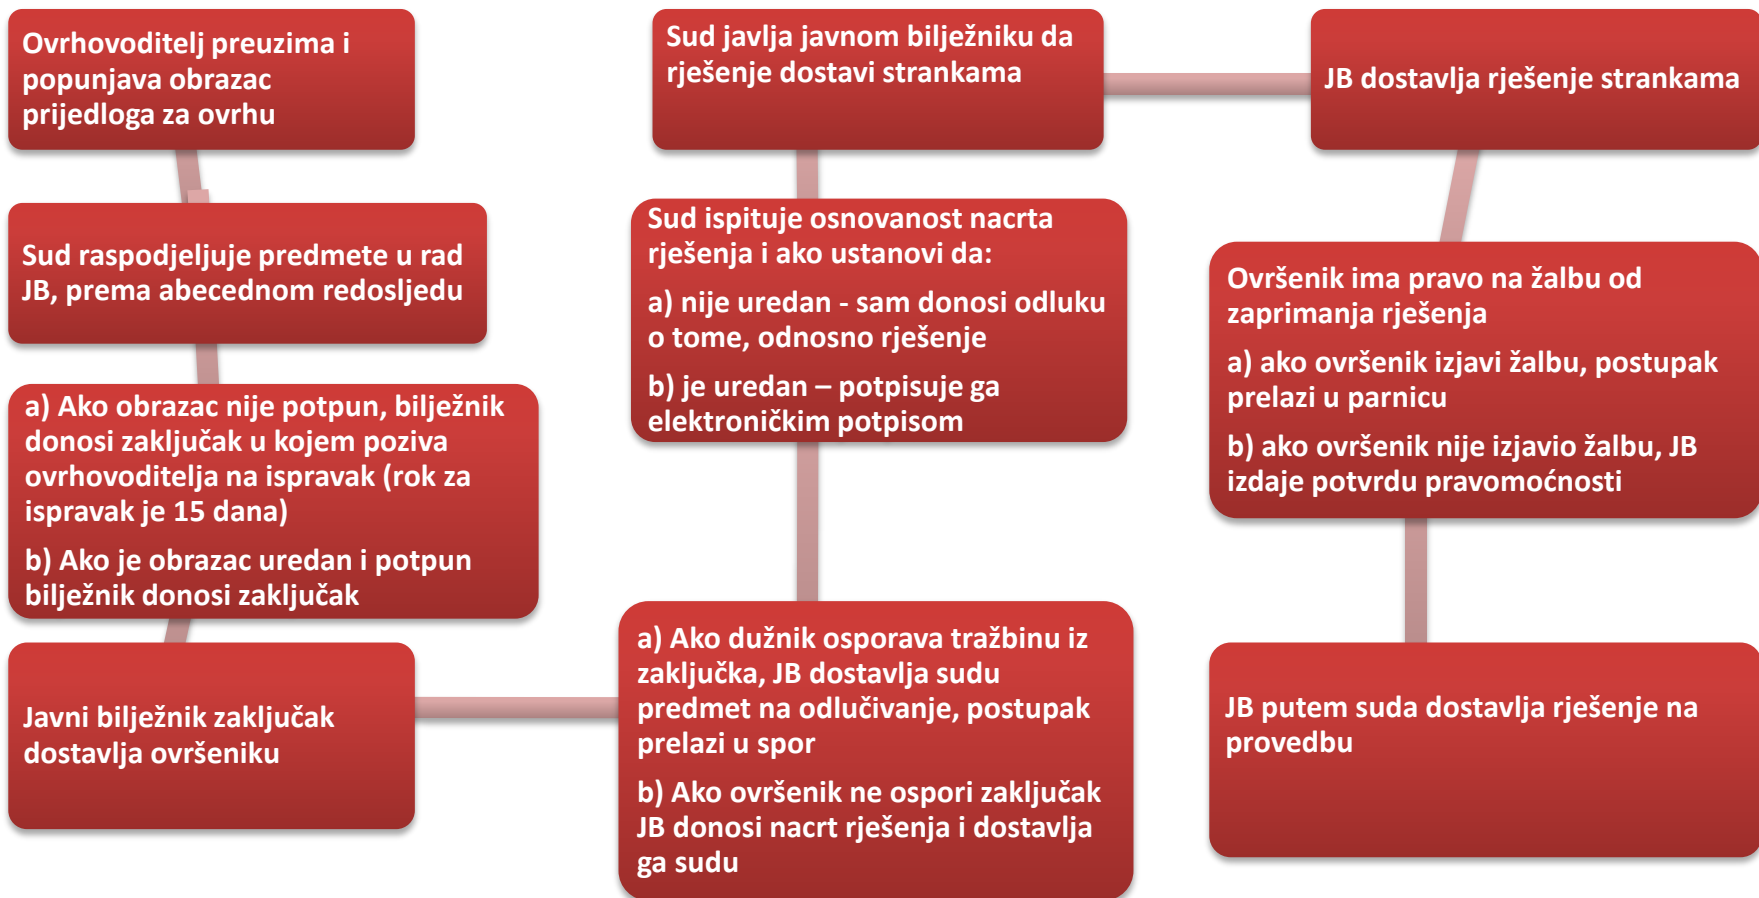 Ovrhovoditelj preuzima i
popunjava obrazac
prijedloga za ovrhu
Sud raspodjeljuje predmete u rad
JB, prema abecednom redosljedu
a) Ako obrazac nije potpun, bilježnik
donosi zaključak u kojem poziva
ovrhovoditelja na ispravak (rok za
ispravak je 15 dana)
b) Ako je obrazac uredan i potpun
bilježnik donosi zaključak
Javni bilježnik zaključak
dostavlja ovršeniku
a) Ako dužnik osporava tražbinu iz
zaključka, JB dostavlja sudu
predmet na odlučivanje, postupak
prelazi u spor
b) Ako ovršenik ne ospori zaključak
JB donosi nacrt rješenja i dostavlja
ga sudu
Sud ispituje osnovanost nacrta
rješenja i ako ustanovi da:
a) nije uredan - sam donosi odluku
o tome, odnosno rješenje
b) je uredan – potpisuje ga
elektroničkim potpisom
Sud javlja javnom bilježniku da
rješenje dostavi strankama
JB dostavlja rješenje strankama
Ovršenik ima pravo na žalbu od
zaprimanja rješenja
a) ako ovršenik izjavi žalbu, postupak
prelazi u parnicu
b) ako ovršenik nije izjavio žalbu, JB
izdaje potvrdu pravomoćnosti
JB putem suda dostavlja rješenje na
provedbu